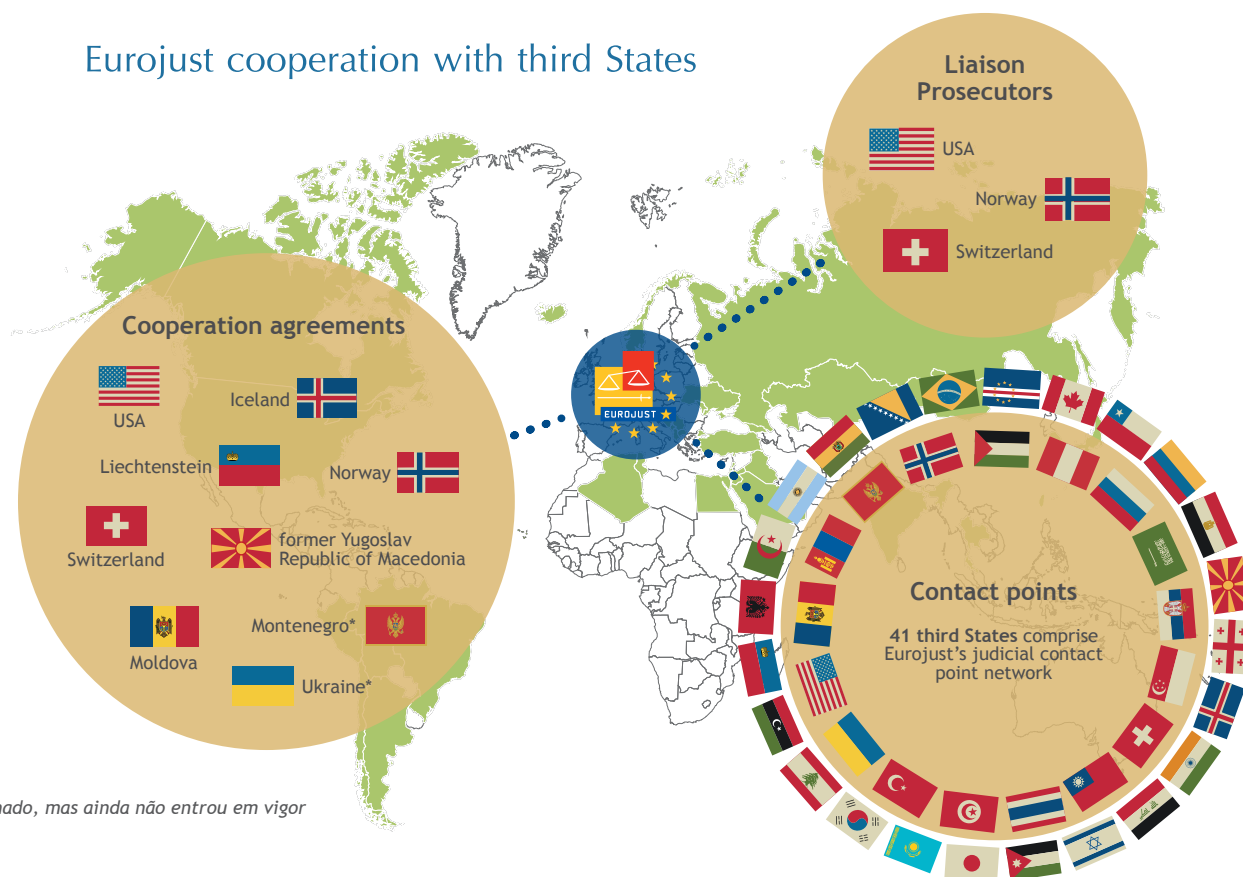 Eurojust cooperation with third States
Liaison
Prosecutors
USA
Norway
Switzerland
Cooperation agreements
USA
Iceland
Liechtenstein
Norway
Switzerland
former Yugoslav
Republic of Macedonia
Moldova
Montenegro*
Ukraine*
EUROJUST
Contact points
41 third States comprise
Eurojust's judicial contact
point network
mas ainda não entrou em vigor